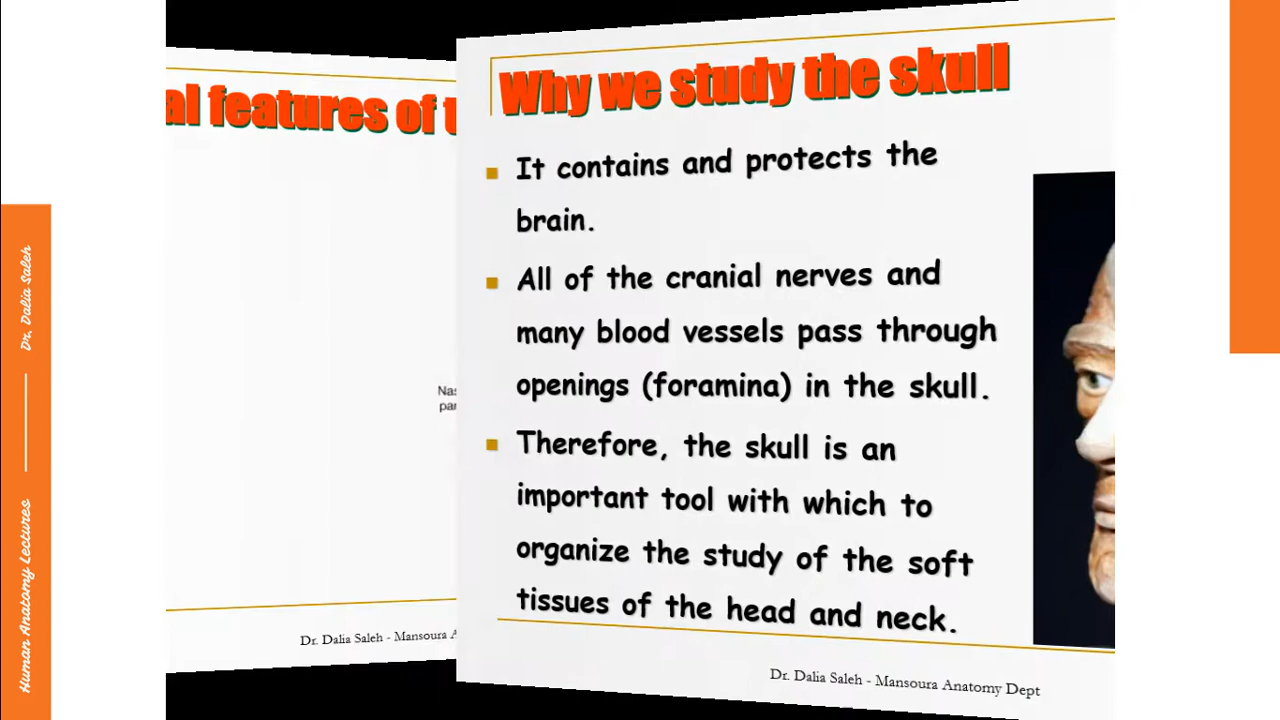 al features of
Why we study the skull
It contains and protects the
brain.
All of the cranial nerves and
many blood vessels pass through
openings (foramina) in the skull.
Therefore, the skull is an
important tool with which to
organize the study of the soft
tissues of the head and neck.
Dr. Dalia Saleh - Mansoura Anatomy Dept
Nas
par
Dr. Dalia Saleh - Mansoura A
Human Anatomy Lectures
Dr. Dalia Saleh